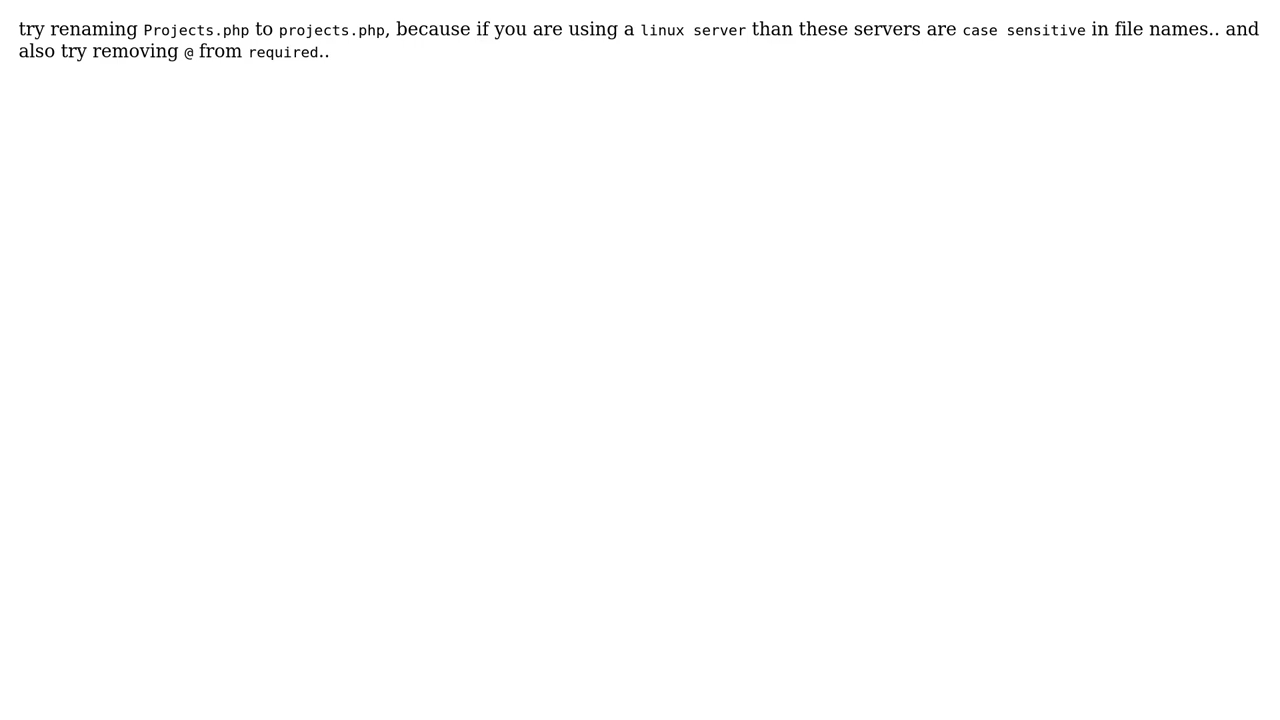 try renaming Projects.php to projects.php, because if you are using a linux server than these servers are case sensitive in file names.. and
also try removing @ from required..